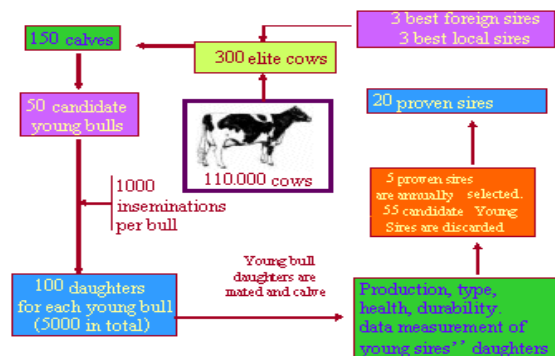 150 calves
300 elite cows
3 best foreign sires
3 best local sires
50 candidate
young bulls
110.000 cows
20 proven sires
1000
inseminations
per bull
5 proven sires
are annually selected.
55 candidate Young
Sires are discarded
100 daughters
for each young bull
(5000 in total)
Young bull
daughters are
mated and calve
Production, type,
health, durability.
data measurement of
young sires'' daughters